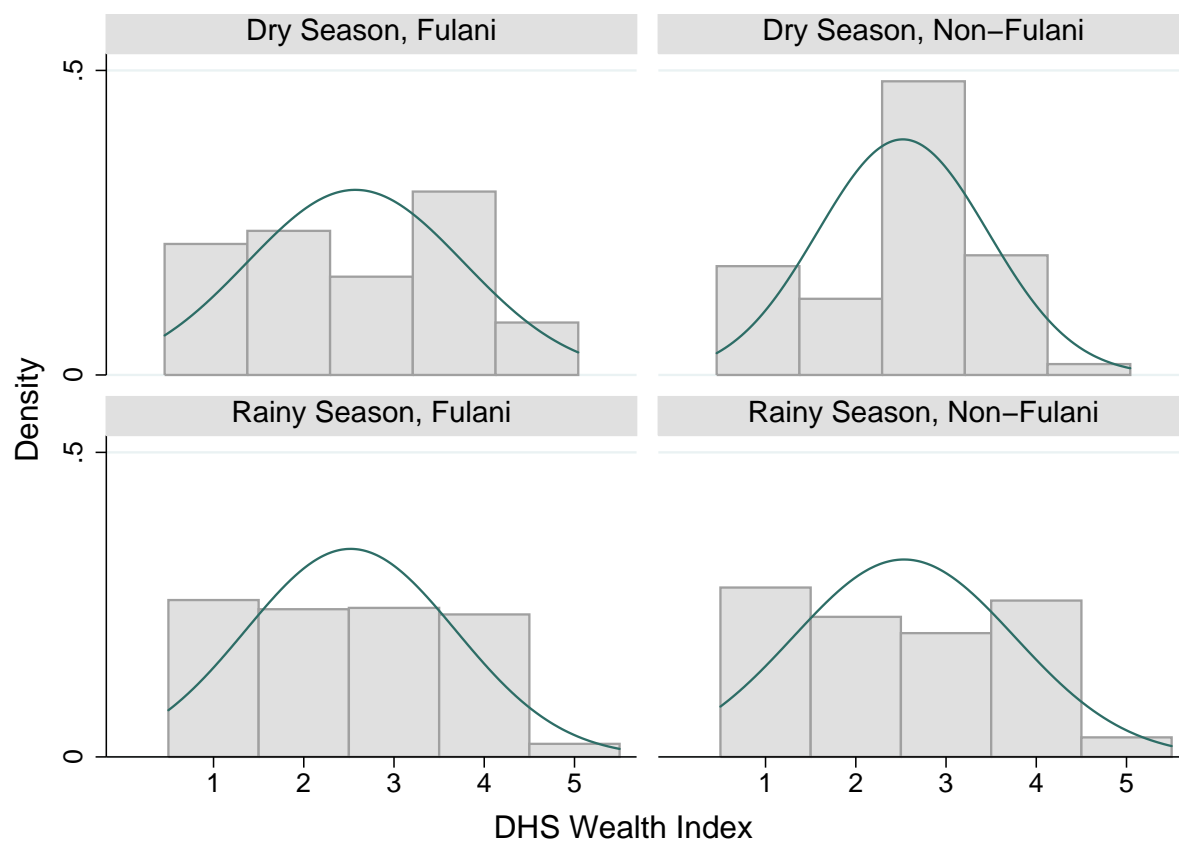 Dry Season, Fulani
Dry Season, Non−Fulani
.5
0
Rainy Season, Fulani
Rainy Season, Non−Fulani
.5
0
Density
1 2 3 4 5
1 2 3 4 5
DHS Wealth Index